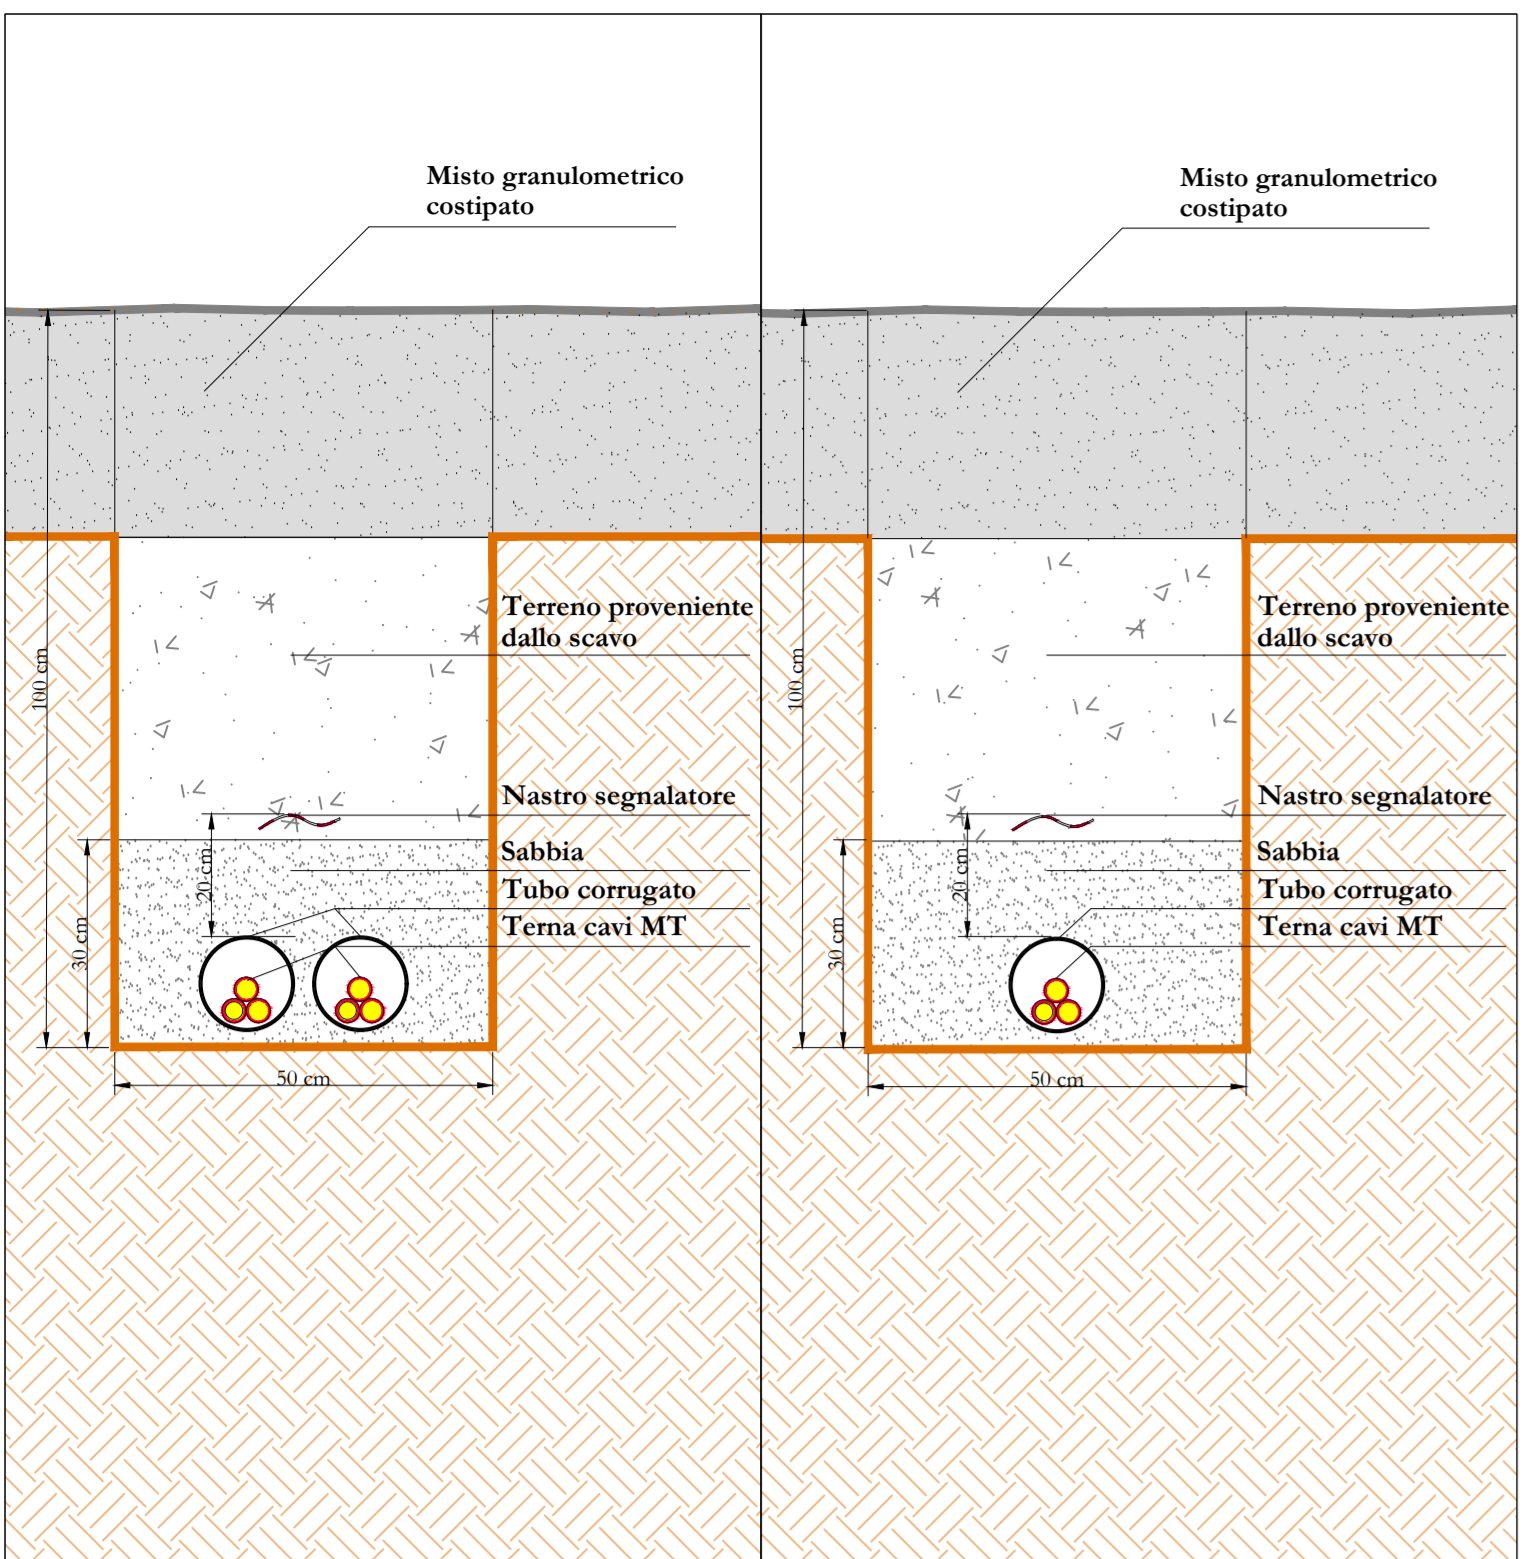 Misto granulometrico
costipato
Terreno proveniente
dallo scavo
100 cm
Nastro segnalatore
Sabbia
20 cm
Tubo corrugato
Terna cavi MT
30 cm
50 cm
Misto granulometrico
costipato
Terreno proveniente
dallo scavo
100 cm
Nastro segnalatore
Sabbia
20 cm
Tubo corrugato
Terna cavi MT
30 cm
50 cm